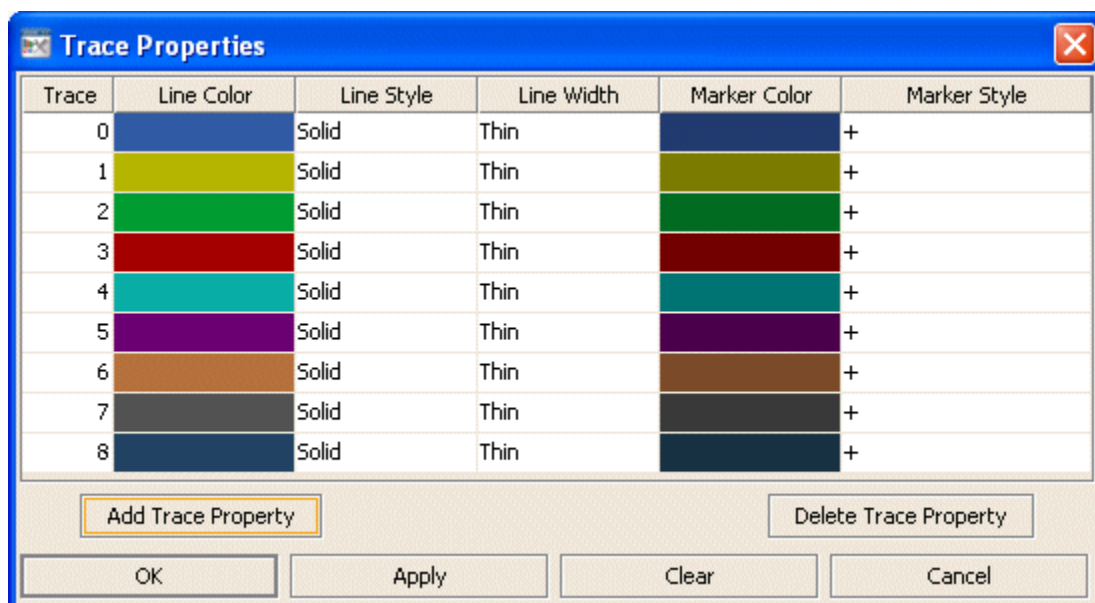 Trace Properties
Trace Line Color Line Style Line Width Marker Color Marker Style
0 Solid Thin +
1 Solid Thin +
2 Solid Thin +
3 Solid Thin +
4 Solid Thin +
5 Solid Thin +
6 Solid Thin +
7 Solid Thin +
8 Solid Thin +
Add Trace Property Delete Trace Property
OK Apply Clear Cancel